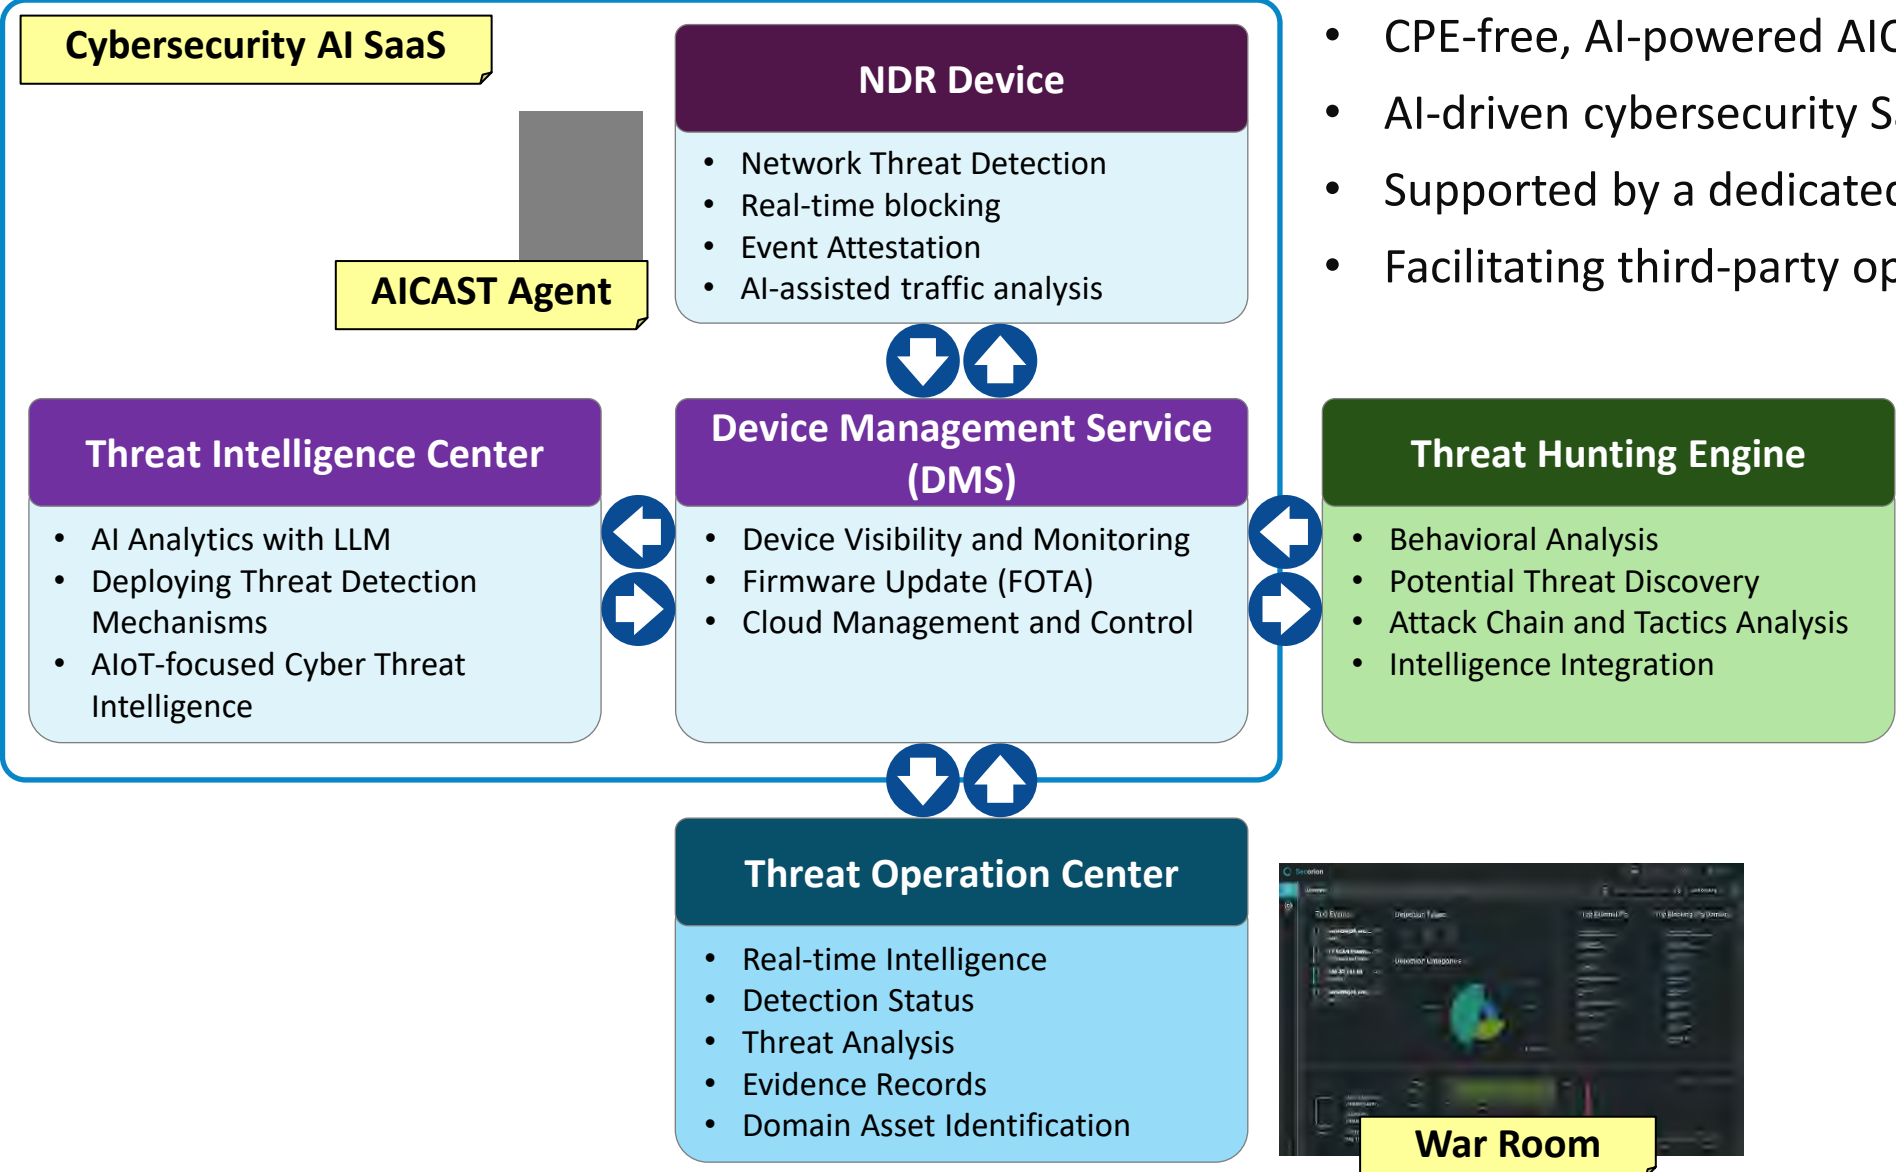 Cybersecurity AI SaaS
AICAST Agent
NDR Device
• Network Threat Detection
• Real-time blocking
• Event Attestation
• AI-assisted traffic analysis
• CPE-free, AI-powered
• AI-driven cybersecurity
• Supported by a dedicated
• Facilitating third-party
Threat Intelligence Center
• AI Analytics with LLM
• Deploying Threat Detection
Mechanisms
• AIoT-focused Cyber Threat
Intelligence
Device Management Service
(DMS)
• Device Visibility and Monitoring
• Firmware Update (FOTA)
• Cloud Management and Control
Threat Hunting Engine
• Behavioral Analysis
• Potential Threat Discovery
• Attack Chain and Tactics Analysis
• Intelligence Integration
Threat Operation Center
• Real-time Intelligence
• Detection Status
• Threat Analysis
• Evidence Records
• Domain Asset Identification
Detection Types
Detection Categories
War Room